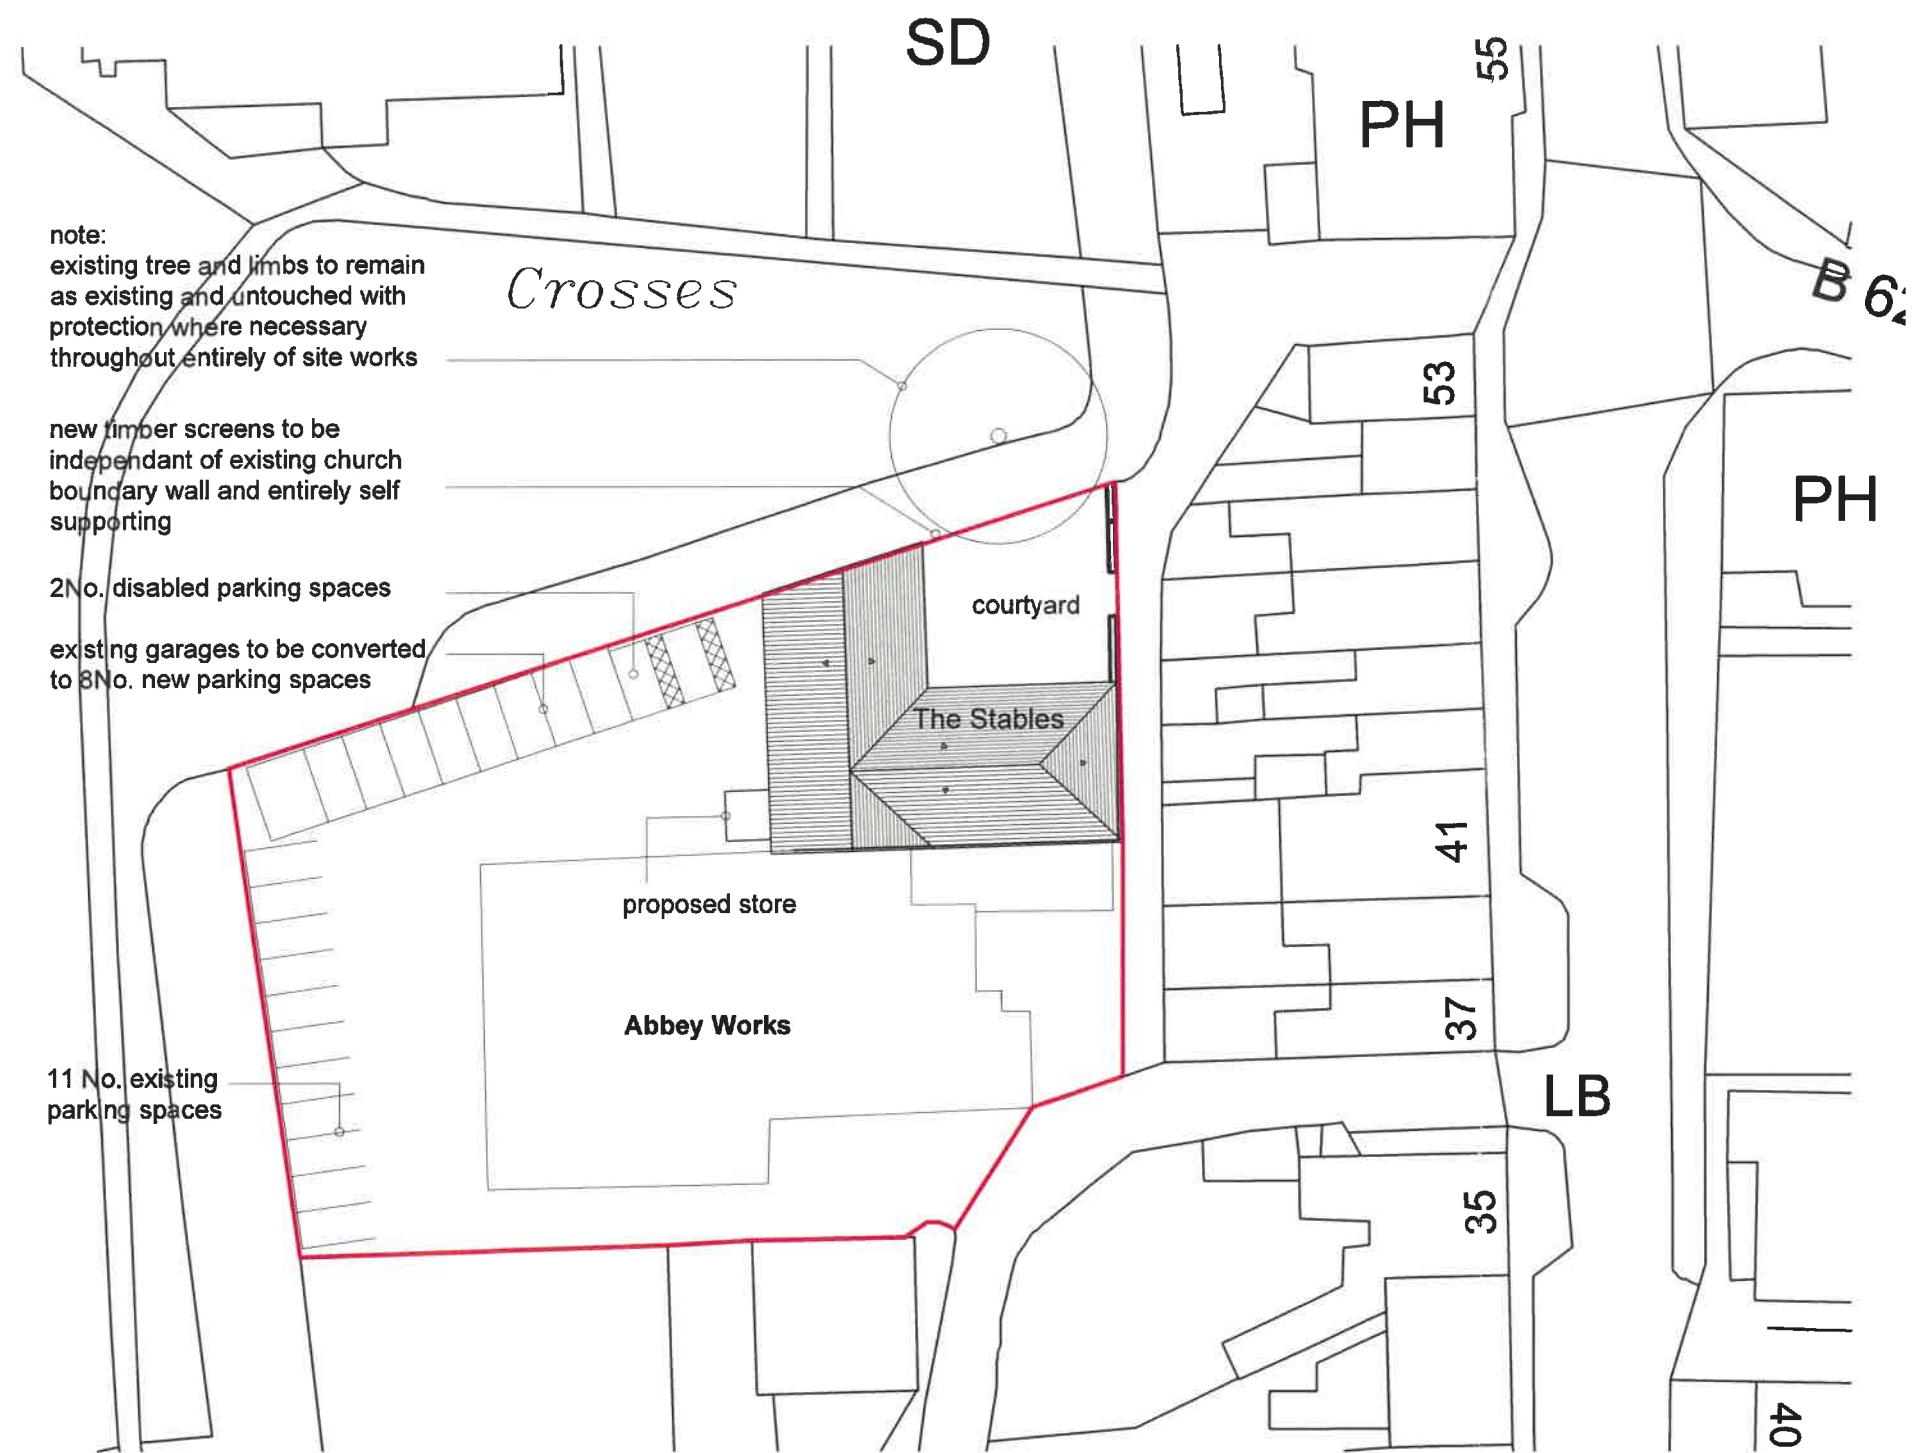 SD
PH
55
note:
existing tree and limbs to remain
as existing and untouched with
protection where necessary
throughout entirely of site works
Crosses
B 62
53
new timber screens to be
independant of existing church
boundary wall and entirely self
supporting
PH
2No. disabled parking spaces
courtyard
existing garages to be converted
to 8No. new parking spaces
The Stables
41
proposed store
Abbey Works
37
11 No. existing
parking spaces
LB
35
40